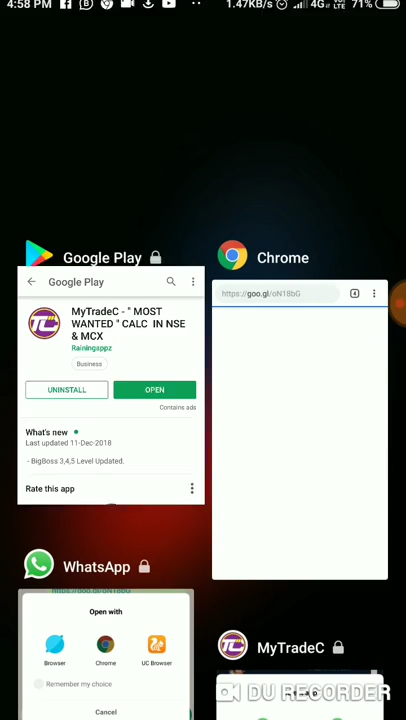 4:58 PM
1.47KB/s
4G
VoLTE
71%
Google Play
Chrome
Google Play
https://goo.gl/oN18bG
4
TC
MyTradeC - " MOST
WANTED " CALC IN NSE
& MCX
Rainingappz
Business
UNINSTALL
OPEN
Contains ads
What's new
Last updated 11-Dec-2018
- BigBoss 3,4,5 Level Updated.
Rate this app
WhatsApp
https://goo.gl/oN18bG
Open with
Browser
Chrome
UC Browser
Remember my choice
Cancel
MyTradeC
DU RECORDER